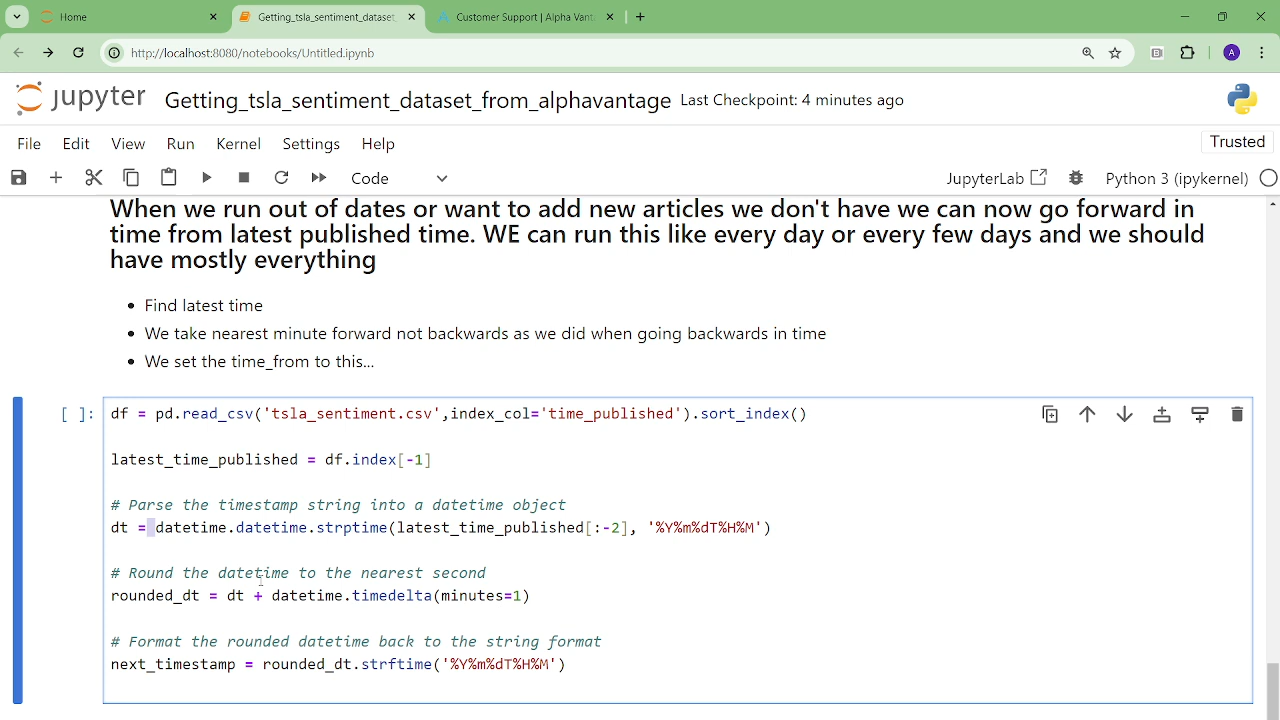 Home
Getting_tsla_sentiment_dataset_
Customer Support | Alpha Vant
http://localhost:8080/notebooks/Untitled.ipynb
A
jupyter
Getting_tsla_sentiment_dataset_from_alphavantage
Last Checkpoint: 4 minutes ago
File Edit View Run Kernel Settings Help
Trusted
Code
JupyterLab
Python 3 (ipykernel)
When we run out of dates or want to add new articles we don't have we can now go forward in
time from latest published time. WE can run this like every day or every few days and we should
have mostly everything
• Find latest time
• We take nearest minute forward not backwards as we did when going backwards in time
• We set the time_from to this...
[ ]:
df = pd.read_csv('tsla_sentiment.csv',index_col='time_published').sort_index()
latest_time_published = df.index[-1]
# Parse the timestamp string into a datetime object
dt = datetime.datetime.strptime(latest_time_published[:-2], '%Y%m%dT%H%M')
# Round the datetime to the nearest second
rounded_dt = dt + datetime.timedelta(minutes=1)
# Format the rounded datetime back to the string format
next_timestamp = rounded_dt.strftime('%Y%m%dT%H%M')